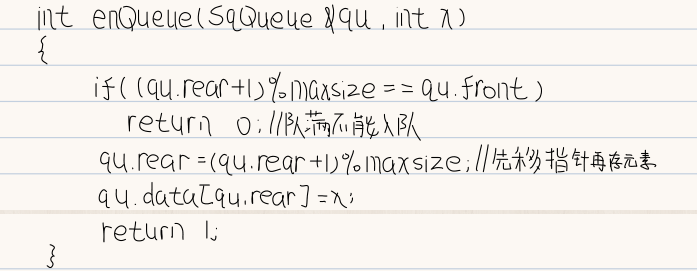 int enQueue(SqQueue &qu, int x)
{
if((qu.rear+1)%maxsize==qu.front)
return 0;//队满不能入队
qu.rear=(qu.rear+1)%maxsize;//先移指针再存元素
qu.data[qu.rear]=x;
return 1;
}